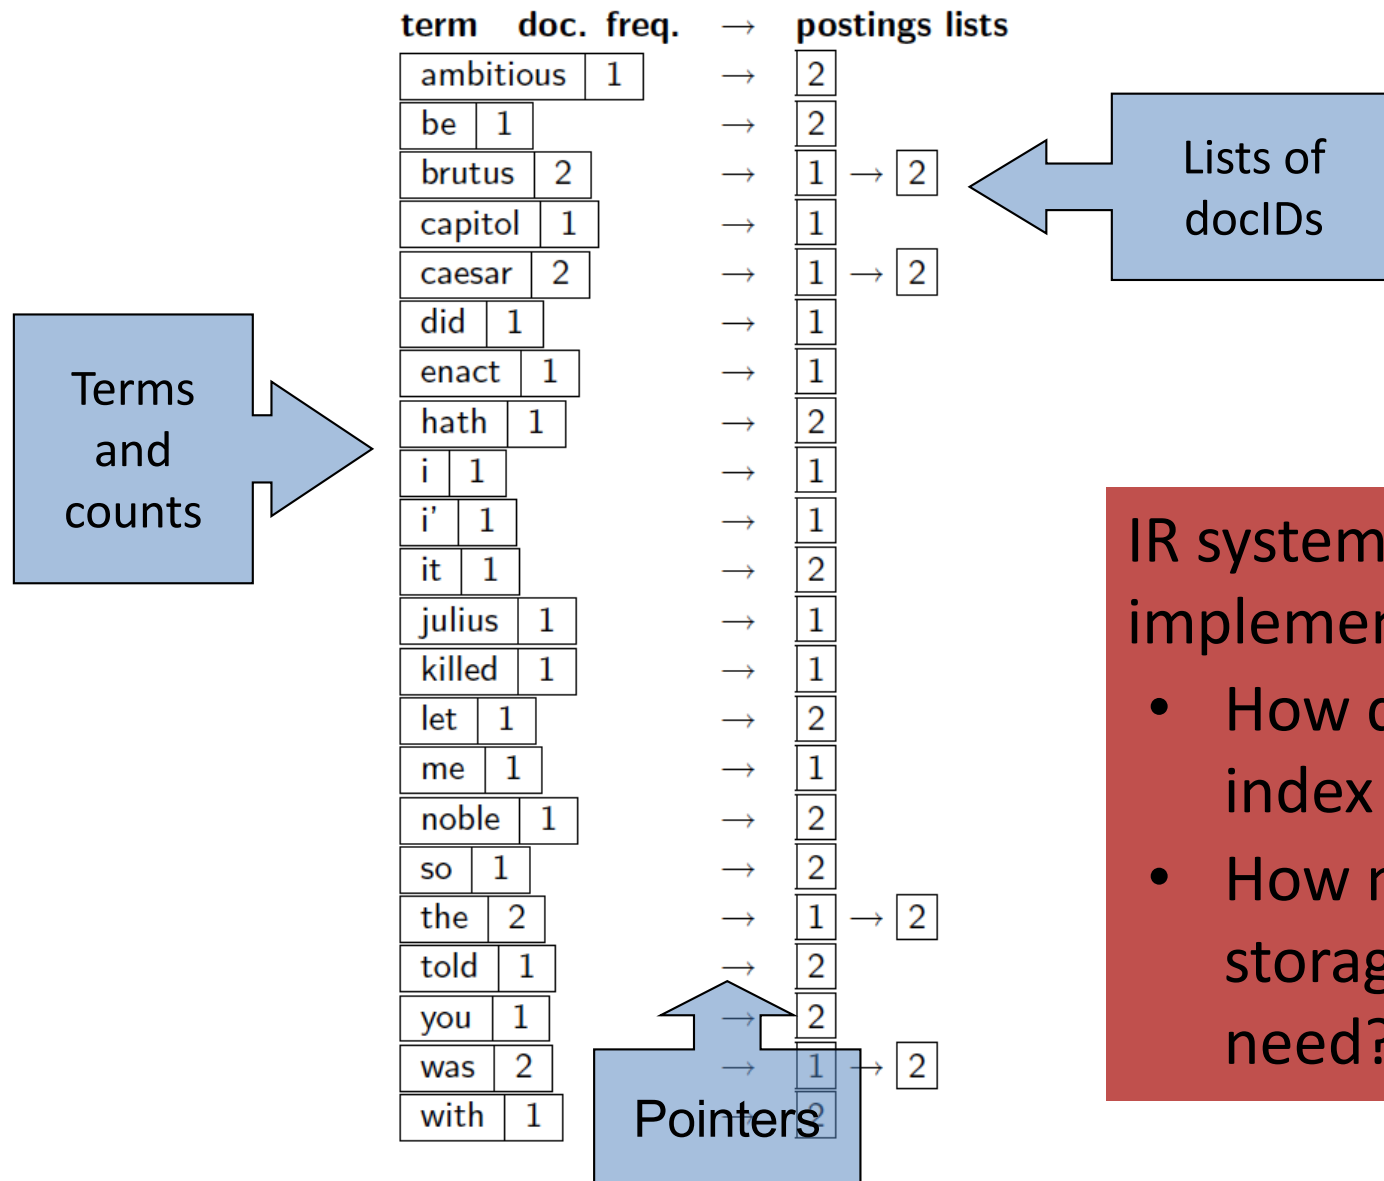 term doc. freq. → postings lists
ambitious 1 → 2
be 1 → 2
brutus 2 → 1 → 2
capitol 1 → 1
caesar 2 → 1 → 2
did 1 → 1
enact 1 → 1
hath 1 → 2
i 1 → 1
i' 1 → 1
it 1 → 2
julius 1 → 1
killed 1 → 1
let 1 → 2
me 1 → 1
noble 1 → 2
so 1 → 2
the 2 → 1 → 2
told 1 → 2
you 1 → 2
was 2 → 1 → 2
with 1 → 2
Terms
and
counts
Lists of
docIDs
Pointers
IR system
• How
index
• How
need?